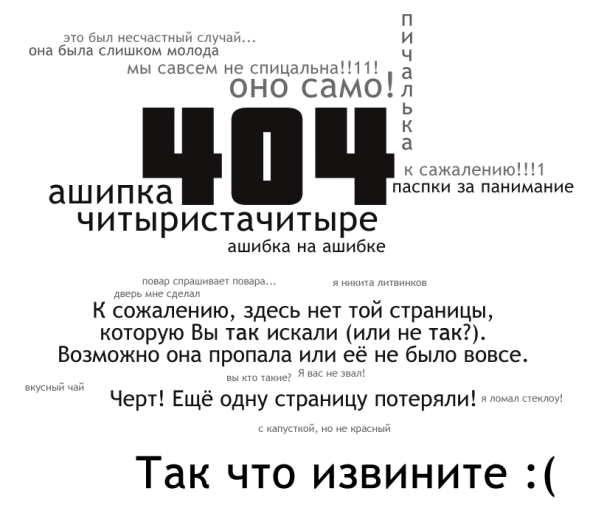 это был несчастный случай...
она была слишком молода
мы савсем не спицальна!!11!
оно само!
пичалька
404
к сажалению!!!1
ашипка
паспки за панимание
читыристачитыре
ашибка на ашибке
повар спрашивает повара...
я никита литвинков
дверь мне сделал
К сожалению, здесь нет той страницы,
которую Вы так искали (или не так?).
Возможно она пропала или её не было вовсе.
вы кто такие? Я вас не звал!
вкусный чай
Черт! Ещё одну страницу потеряли!
я ломал стеклоу!
с капусткой, но не красный
Так что извините :(